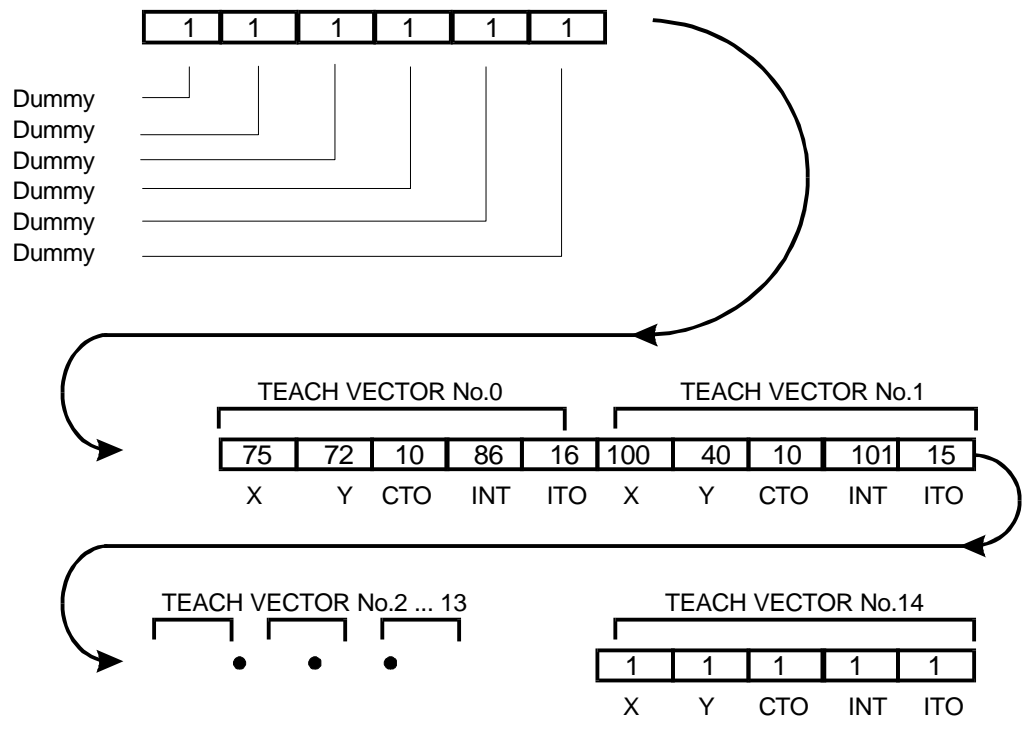 1 1 1 1 1 1
Dummy
Dummy
Dummy
Dummy
Dummy
Dummy
TEACH VECTOR No.0 TEACH VECTOR No.1
75 72 10 86 16 100 40 10 101 15
X Y CTO INT ITO X Y CTO INT ITO
TEACH VECTOR No.2 ... 13 TEACH VECTOR No.14
1 1 1 1 1
X Y CTO INT ITO